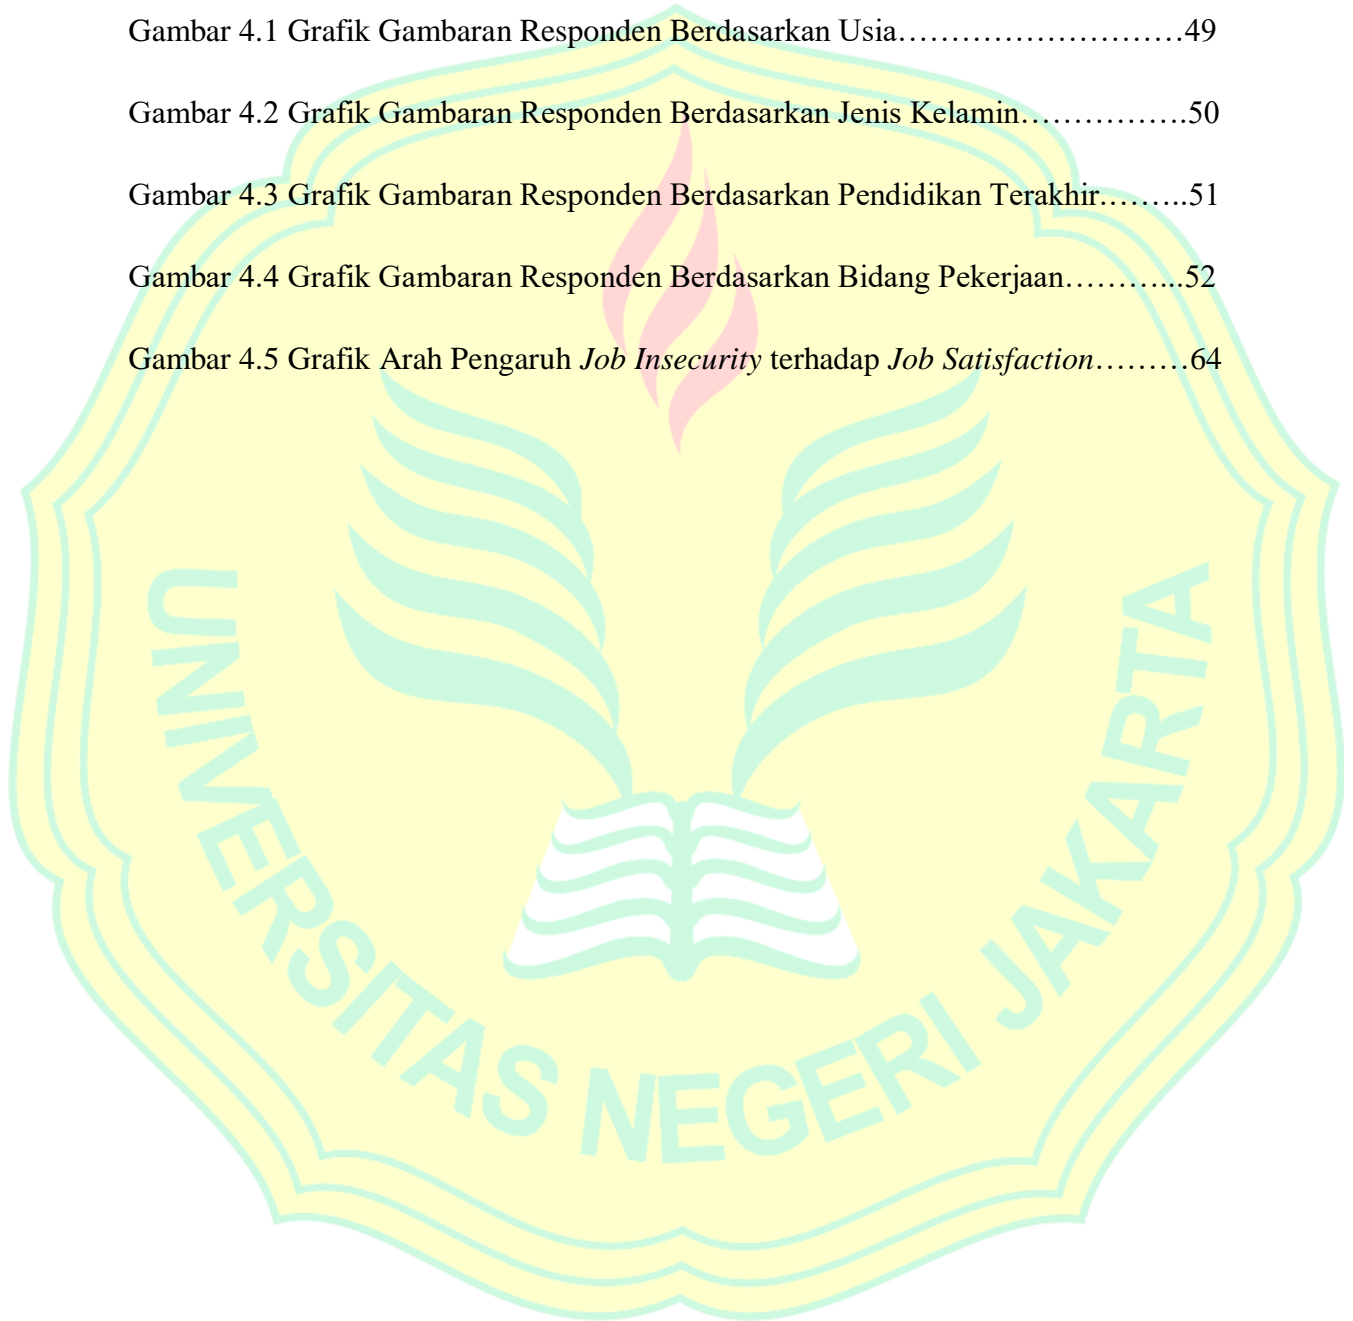 Gambar 4.1 Grafik Gambaran Responden Berdasarkan Usia………………………49
Gambar 4.2 Grafik Gambaran Responden Berdasarkan Jenis Kelamin…………….50
Gambar 4.3 Grafik Gambaran Responden Berdasarkan Pendidikan Terakhir.……..51
Gambar 4.4 Grafik Gambaran Responden Berdasarkan Bidang Pekerjaan………...52
Gambar 4.5 Grafik Arah Pengaruh Job Insecurity terhadap Job Satisfaction………64
UNIVERSITAS NEGERI JAKARTA